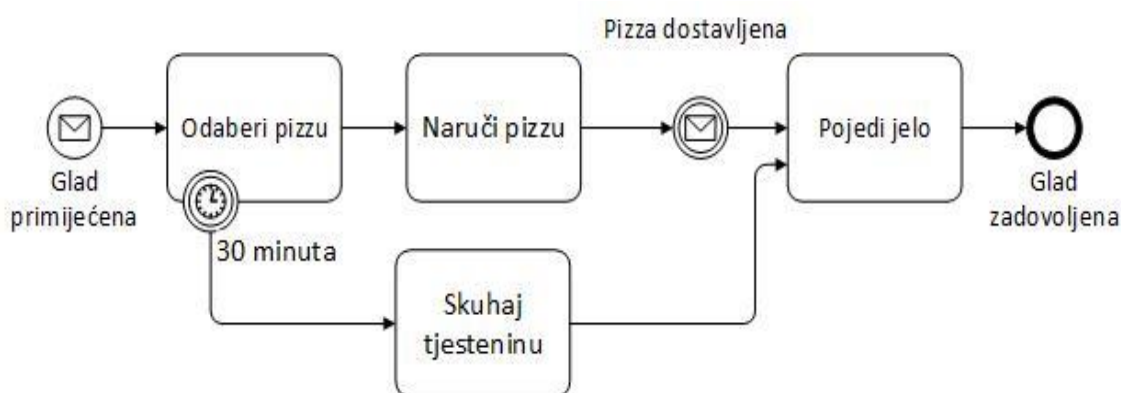 Pizza dostavljena
Odaberi pizzu
Naruči pizzu
Pojedi jelo
Glad
primijećena
Glad
zadovoljena
30 minuta
Skuhaj
tjesteninu